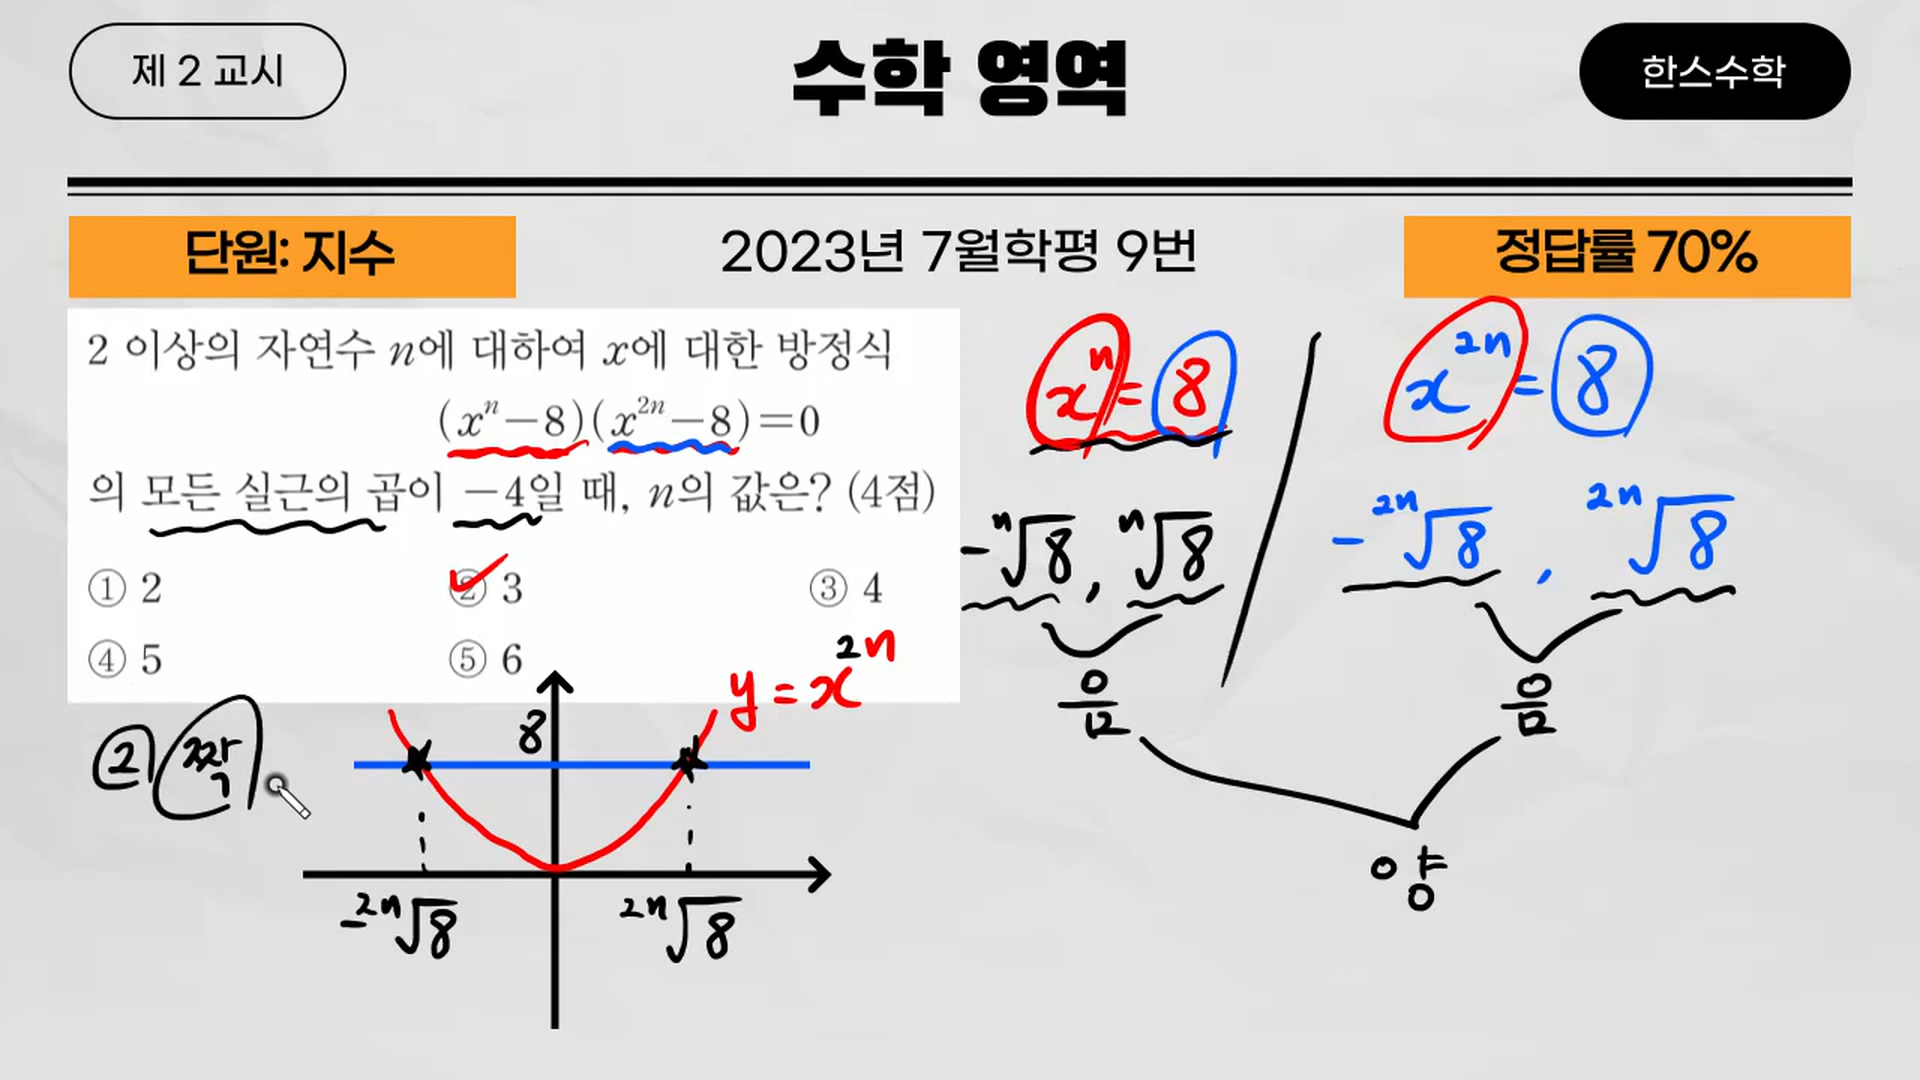 제 2 교시
수학 영역
한스수학
단원: 지수
2023년 7월학평 9번
정답률 70%
2 이상의 자연수 n에 대하여 x에 대한 방정식
(xⁿ－8)(x²ⁿ－8)＝0
의 모든 실근의 곱이 －4일 때, n의 값은? (4점)
① 2 ② 3 ③ 4
④ 5 ⑤ 6
xⁿ = 8
x²ⁿ = 8
-ⁿ√8 , ⁿ√8
-²ⁿ√8 , ²ⁿ√8
음 음
양
② 짝
8
y = x²ⁿ
-²ⁿ√8 ²ⁿ√8